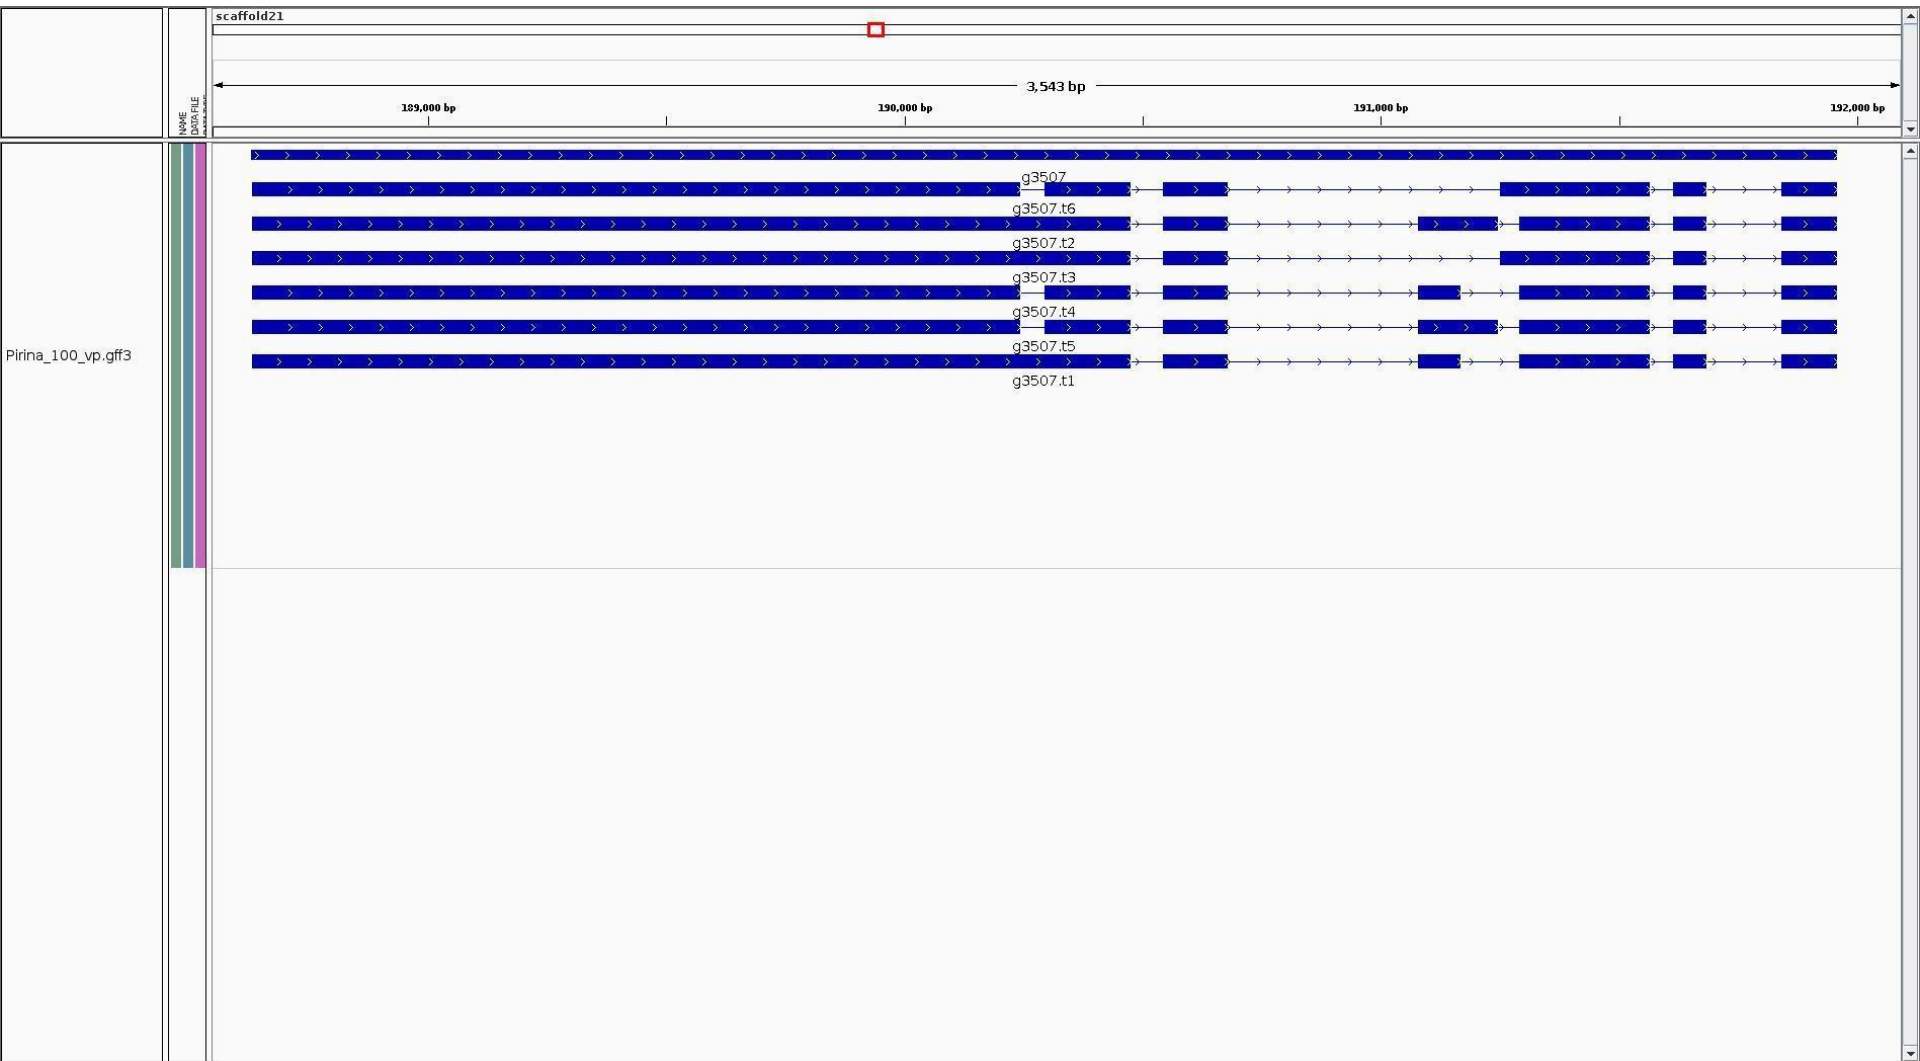 scaffold21
3,543 bp
189,000 bp
190,000 bp
191,000 bp
192,000 bp
NAME
DATA FILE
g3507
g3507.t6
g3507.t2
g3507.t3
g3507.t4
g3507.t5
g3507.t1
Pirina_100_vp.gff3